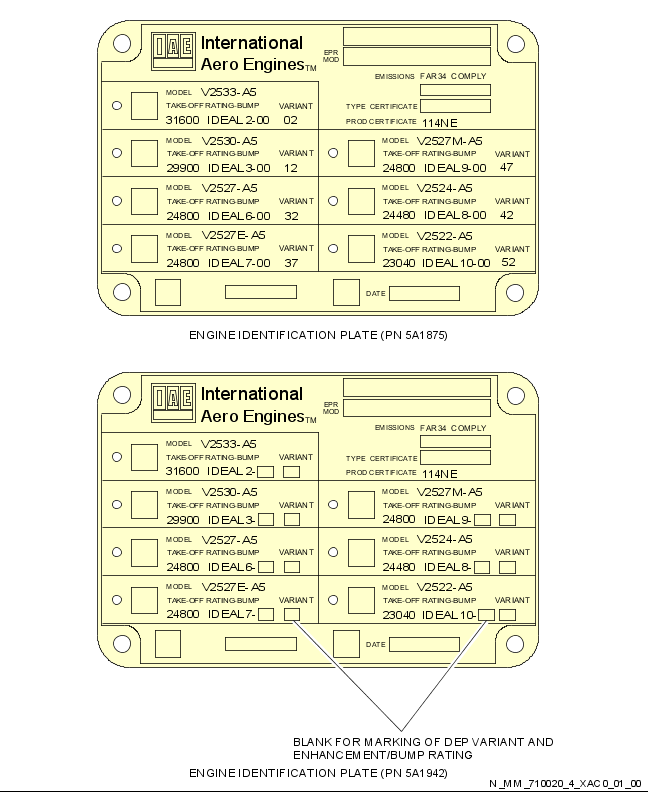 IAE International
Aero Engines TM
EPR
MOD
EMISSIONS FAR34 COMPLY
TYPE CERTIFICATE
PROD CERTIFICATE 114NE
MODEL V2533-A5
TAKE-OFF RATING-BUMP VARIANT
31600 IDEAL 2-00 02
MODEL V2530-A5
TAKE-OFF RATING-BUMP VARIANT
29900 IDEAL 3-00 12
MODEL V2527M-A5
TAKE-OFF RATING-BUMP VARIANT
24800 IDEAL 9-00 47
MODEL V2527-A5
TAKE-OFF RATING-BUMP VARIANT
24800 IDEAL 6-00 32
MODEL V2524-A5
TAKE-OFF RATING-BUMP VARIANT
24480 IDEAL 8-00 42
MODEL V2527E-A5
TAKE-OFF RATING-BUMP VARIANT
24800 IDEAL 7-00 37
MODEL V2522-A5
TAKE-OFF RATING-BUMP VARIANT
23040 IDEAL 10-00 52
DATE
ENGINE IDENTIFICATION PLATE (PN 5A1875)
IAE International
Aero Engines TM
EPR
MOD
EMISSIONS FAR34 COMPLY
TYPE CERTIFICATE
PROD CERTIFICATE 114NE
MODEL V2533-A5
TAKE-OFF RATING-BUMP VARIANT
31600 IDEAL 2-
MODEL V2530-A5
TAKE-OFF RATING-BUMP VARIANT
29900 IDEAL 3-
MODEL V2527M-A5
TAKE-OFF RATING-BUMP VARIANT
24800 IDEAL 9-
MODEL V2527-A5
TAKE-OFF RATING-BUMP VARIANT
24800 IDEAL 6-
MODEL V2524-A5
TAKE-OFF RATING-BUMP VARIANT
24480 IDEAL 8-
MODEL V2527E-A5
TAKE-OFF RATING-BUMP VARIANT
24800 IDEAL 7-
MODEL V2522-A5
TAKE-OFF RATING-BUMP VARIANT
23040 IDEAL 10-
DATE
BLANK FOR MARKING OF DEP VARIANT AND
ENHANCEMENT/BUMP RATING
ENGINE IDENTIFICATION PLATE (PN 5A1942)
N_MM_710020_4_XAC0_01_00